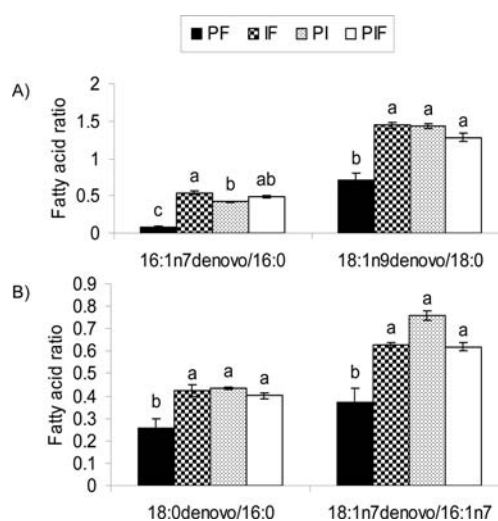 PF IF PI PIF
A)
Fatty acid ratio
2
1.5
1
0.5
0
c a b ab
b a a a
16:1n7denovo/16:0 18:1n9denovo/18:0
B)
Fatty acid ratio
0.9
0.8
0.7
0.6
0.5
0.4
0.3
0.2
0.1
0
b a a a
b a a a
18:0denovo/16:0 18:1n7denovo/16:1n7